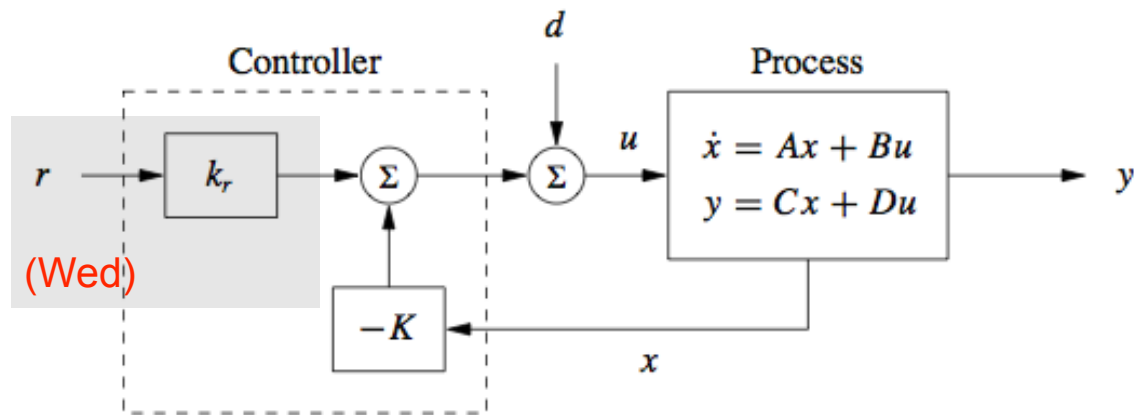 d
Controller
Process
r
k_r
Σ
Σ
u
ẋ = Ax + Bu
y = Cx + Du
y
(Wed)
−K
x